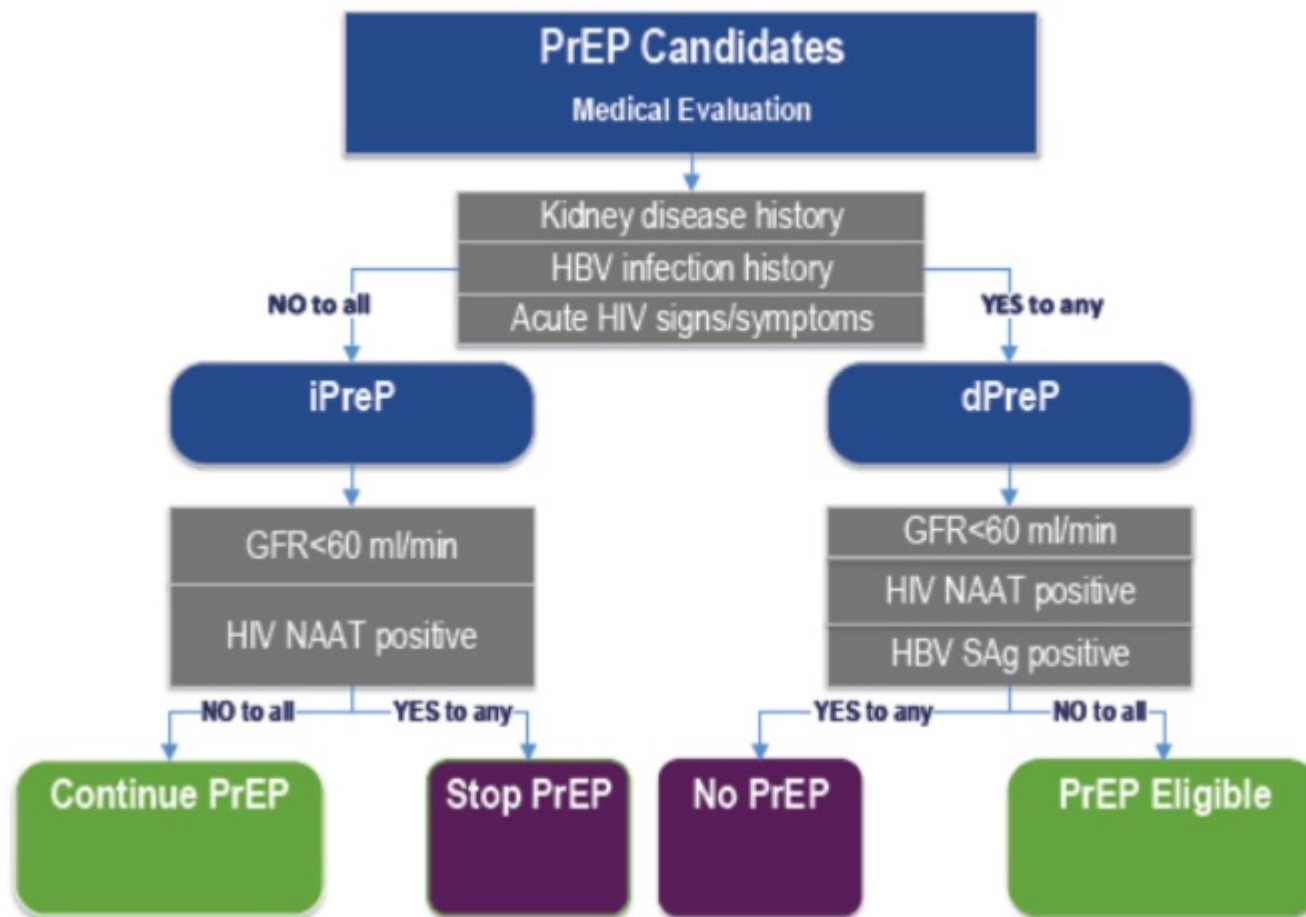 PrEP Candidates
Medical Evaluation
Kidney disease history
HBV infection history
Acute HIV signs/symptoms
NO to all
YES to any
iPreP
dPreP
GFR<60 ml/min
HIV NAAT positive
GFR<60 ml/min
HIV NAAT positive
HBV SAg positive
NO to all
YES to any
YES to any
NO to all
Continue PrEP
Stop PrEP
No PrEP
PrEP Eligible